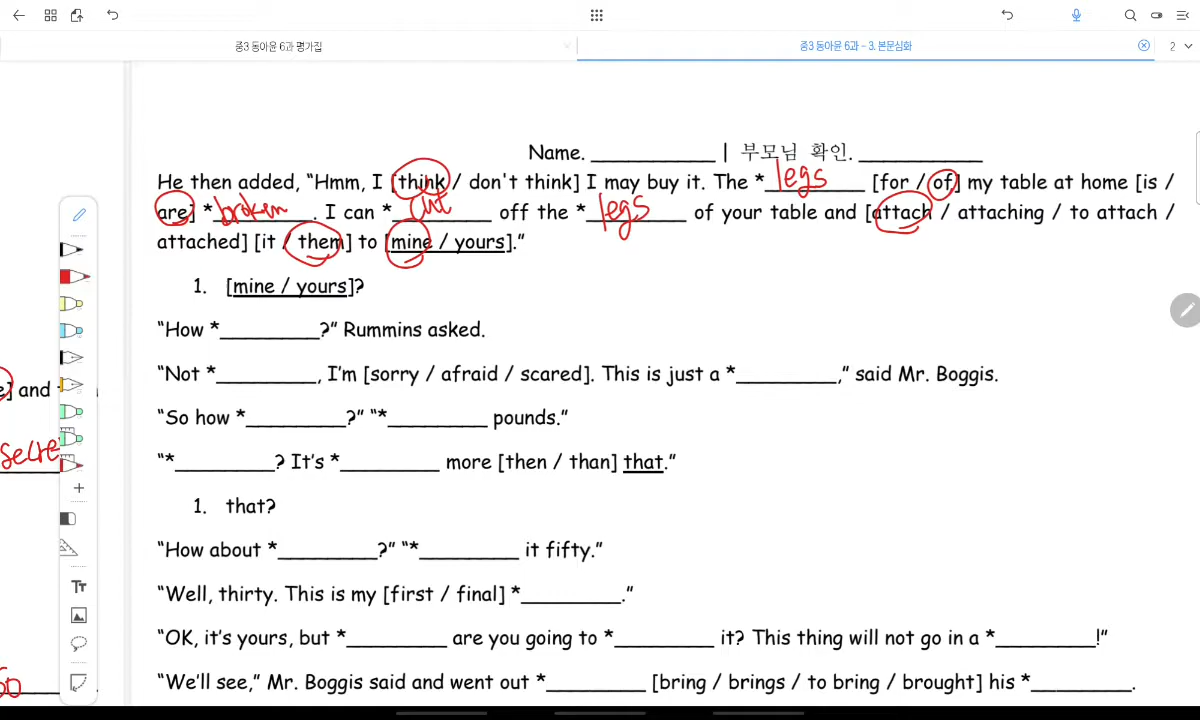 중3 동아윤 6과 평가집
중3 동아윤 6과 - 3. 본문심화
2
Name. __________ | 부모님 확인. __________
He then added, “Hmm, I [think / don't think] I may buy it. The * legs [for / of] my table at home [is /
are] * broken. I can * cut off the * legs of your table and [attach / attaching / to attach /
attached] [it / them] to [mine / yours].”
1. [mine / yours]?
“How *_________?” Rummins asked.
“Not *_________, I’m [sorry / afraid / scared]. This is just a *_________,” said Mr. Boggis.
“So how *_________?” “*_________ pounds.”
“*_________? It’s *_________ more [then / than] that.”
1. that?
“How about *_________?” “*_________ it fifty.”
“Well, thirty. This is my [first / final] *_________.”
“OK, it’s yours, but *_________ are you going to *_________ it? This thing will not go in a *_________!”
“We’ll see,” Mr. Boggis said and went out *_________ [bring / brings / to bring / brought] his *_________.
e] and
Tt